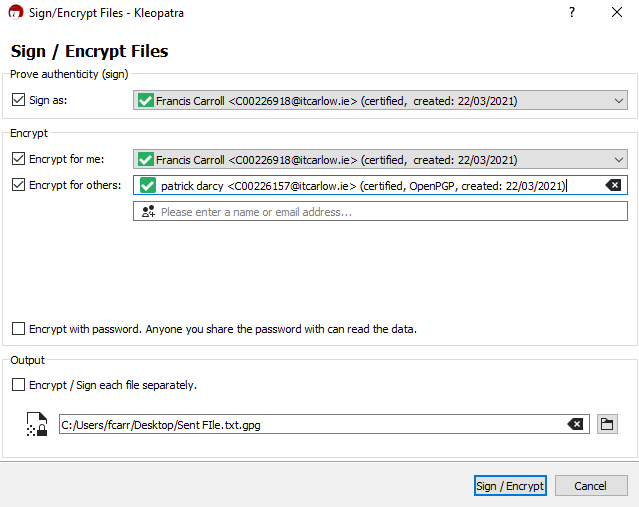 Sign/Encrypt Files - Kleopatra
Sign / Encrypt Files
Prove authenticity (sign)
Sign as: Francis Carroll <C00226918@itcarlow.ie> (certified, created: 22/03/2021)
Encrypt
Encrypt for me: Francis Carroll <C00226918@itcarlow.ie> (certified, created: 22/03/2021)
Encrypt for others: patrick darcy <C00226157@itcarlow.ie> (certified, OpenPGP, created: 22/03/2021)
Please enter a name or email address...
Encrypt with password. Anyone you share the password with can read the data.
Output
Encrypt / Sign each file separately.
C:/Users/fcarr/Desktop/Sent FIle.txt.gpg
Sign / Encrypt Cancel